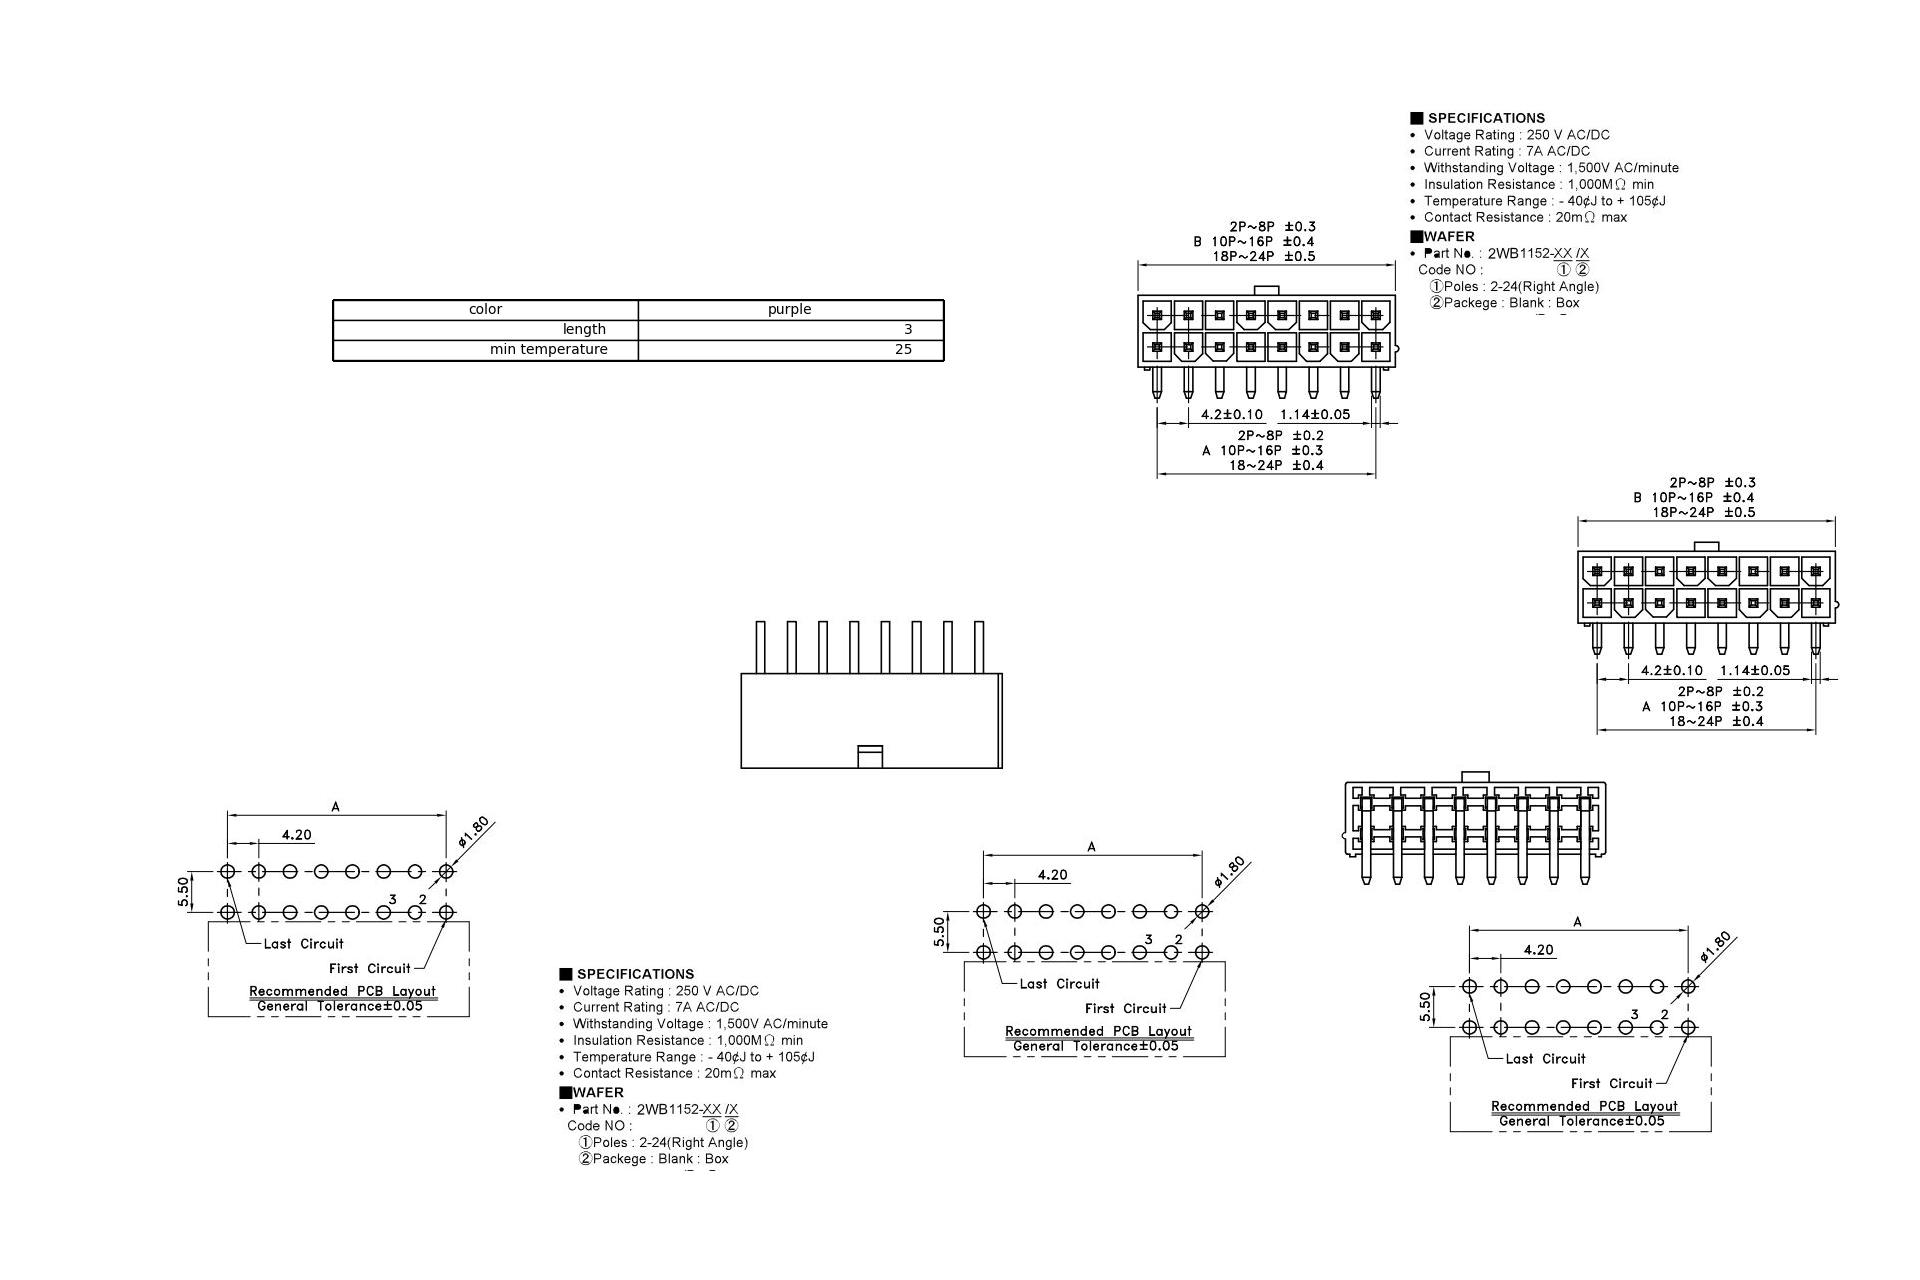 ■ SPECIFICATIONS
• Voltage Rating : 250 V AC/DC
• Current Rating : 7A AC/DC
• Withstanding Voltage : 1,500V AC/minute
• Insulation Resistance : 1,000MΩ min
• Temperature Range : - 40¢J to + 105¢J
• Contact Resistance : 20mΩ max
■WAFER
• Part No. : 2WB1152-XX /X
Code NO : ① ②
①Poles : 2-24(Right Angle)
②Packege : Blank : Box
2P~8P ±0.3
B 10P~16P ±0.4
18P~24P ±0.5
4.2±0.10 1.14±0.05
2P~8P ±0.2
A 10P~16P ±0.3
18~24P ±0.4
color purple
length 3
min temperature 25
2P~8P ±0.3
B 10P~16P ±0.4
18P~24P ±0.5
4.2±0.10 1.14±0.05
2P~8P ±0.2
A 10P~16P ±0.3
18~24P ±0.4
A
4.20
ø1.80
5.50
3 2
Last Circuit
First Circuit
Recommended PCB Layout
General Tolerance±0.05
A
4.20
ø1.80
5.50
3 2
Last Circuit
First Circuit
Recommended PCB Layout
General Tolerance±0.05
A
4.20
ø1.80
5.50
3 2
Last Circuit
First Circuit
Recommended PCB Layout
General Tolerance±0.05
■ SPECIFICATIONS
• Voltage Rating : 250 V AC/DC
• Current Rating : 7A AC/DC
• Withstanding Voltage : 1,500V AC/minute
• Insulation Resistance : 1,000MΩ min
• Temperature Range : - 40¢J to + 105¢J
• Contact Resistance : 20mΩ max
■WAFER
• Part No. : 2WB1152-XX /X
Code NO : ① ②
①Poles : 2-24(Right Angle)
②Packege : Blank : Box